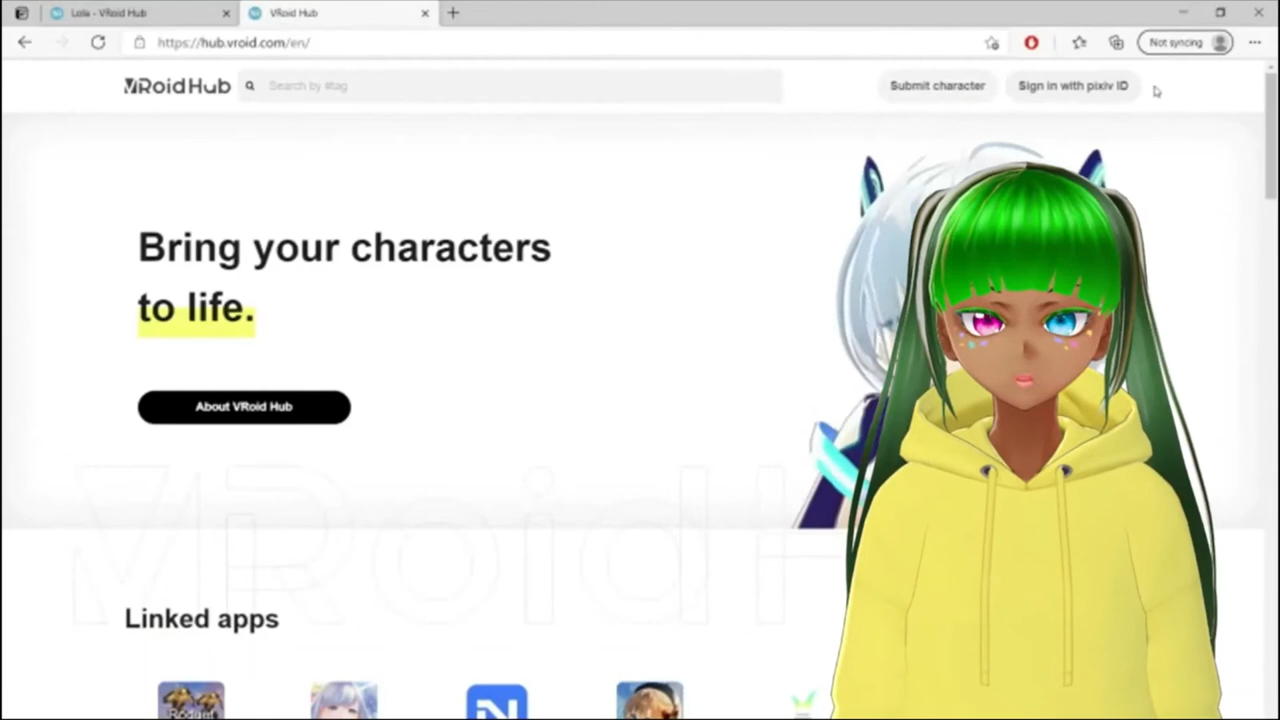 Lola - VRoid Hub
VRoid Hub
https://hub.vroid.com/en/
Not syncing
VRoid Hub
Search by #tag
Submit character
Sign in with pixiv ID
Bring your characters
to life.
About VRoid Hub
VRoid H
Linked apps